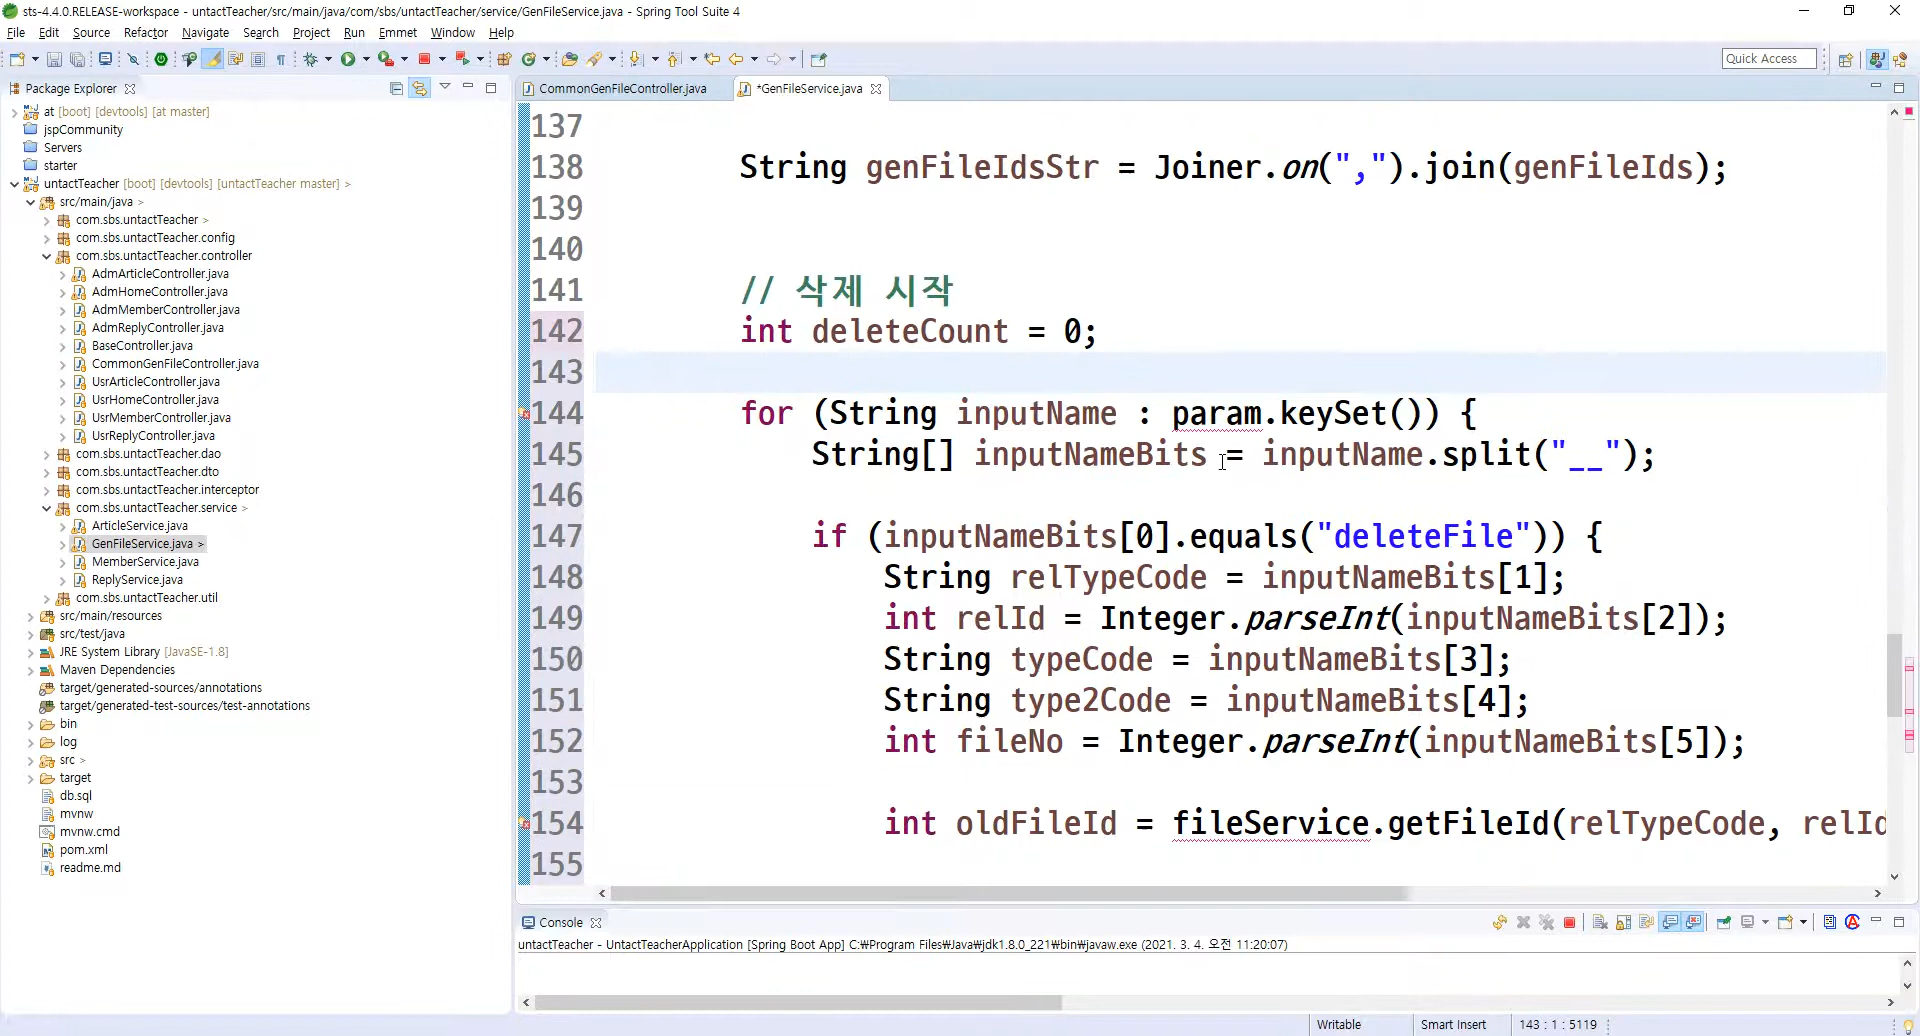 sts-4.4.0.RELEASE-workspace - untactTeacher/src/main/java/com/sbs/untactTeacher/service/GenFileService.java - Spring Tool Suite 4
File Edit Source Refactor Navigate Search Project Run Emmet Window Help
Quick Access
Package Explorer
at [boot] [devtools] [at master]
jspCommunity
Servers
starter
untactTeacher [boot] [devtools] [untactTeacher master] >
src/main/java >
com.sbs.untactTeacher >
com.sbs.untactTeacher.config
com.sbs.untactTeacher.controller
AdmArticleController.java
AdmHomeController.java
AdmMemberController.java
AdmReplyController.java
BaseController.java
CommonGenFileController.java
UsrArticleController.java
UsrHomeController.java
UsrMemberController.java
UsrReplyController.java
com.sbs.untactTeacher.dao
com.sbs.untactTeacher.dto
com.sbs.untactTeacher.interceptor
com.sbs.untactTeacher.service >
ArticleService.java
GenFileService.java >
MemberService.java
ReplyService.java
com.sbs.untactTeacher.util
src/main/resources
src/test/java
JRE System Library [JavaSE-1.8]
Maven Dependencies
target/generated-sources/annotations
target/generated-test-sources/test-annotations
bin
log
src >
target
db.sql
mvnw
mvnw.cmd
pom.xml
readme.md
CommonGenFileController.java *GenFileService.java
137
138 String genFileIdsStr = Joiner.on(",").join(genFileIds);
139
140
141 // 삭제 시작
142 int deleteCount = 0;
143
144 for (String inputName : param.keySet()) {
145 String[] inputNameBits = inputName.split("__");
146
147 if (inputNameBits[0].equals("deleteFile")) {
148 String relTypeCode = inputNameBits[1];
149 int relId = Integer.parseInt(inputNameBits[2]);
150 String typeCode = inputNameBits[3];
151 String type2Code = inputNameBits[4];
152 int fileNo = Integer.parseInt(inputNameBits[5]);
153
154 int oldFileId = fileService.getFileId(relTypeCode, relId
155
Console
untactTeacher - UntactTeacherApplication [Spring Boot App] C:₩Program Files₩Java₩jdk1.8.0_221₩bin₩javaw.exe (2021. 3. 4. 오전 11:20:07)
Writable Smart Insert 143 : 1 : 5119